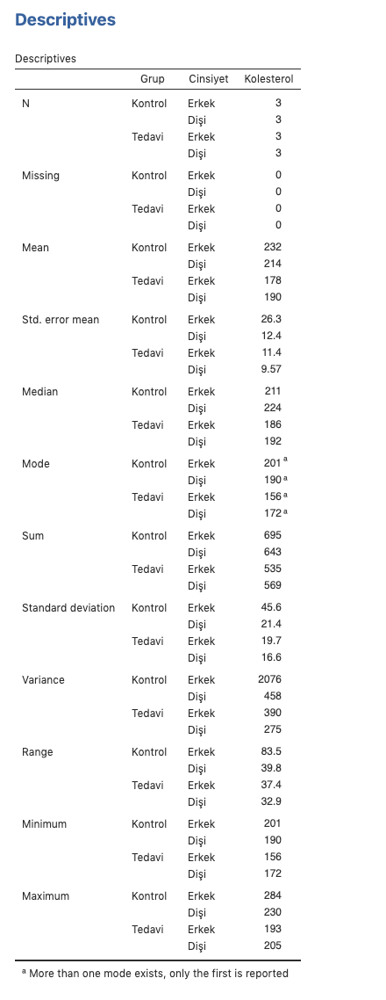 Descriptives
Descriptives
Grup Cinsiyet Kolesterol
N Kontrol Erkek 3
Dişi 3
Tedavi Erkek 3
Dişi 3
Missing Kontrol Erkek 0
Dişi 0
Tedavi Erkek 0
Dişi 0
Mean Kontrol Erkek 232
Dişi 214
Tedavi Erkek 178
Dişi 190
Std. error mean Kontrol Erkek 26.3
Dişi 12.4
Tedavi Erkek 11.4
Dişi 9.57
Median Kontrol Erkek 211
Dişi 224
Tedavi Erkek 186
Dişi 192
Mode Kontrol Erkek 201 ᵃ
Dişi 190 ᵃ
Tedavi Erkek 156 ᵃ
Dişi 172 ᵃ
Sum Kontrol Erkek 695
Dişi 643
Tedavi Erkek 535
Dişi 569
Standard deviation Kontrol Erkek 45.6
Dişi 21.4
Tedavi Erkek 19.7
Dişi 16.6
Variance Kontrol Erkek 2076
Dişi 458
Tedavi Erkek 390
Dişi 275
Range Kontrol Erkek 83.5
Dişi 39.8
Tedavi Erkek 37.4
Dişi 32.9
Minimum Kontrol Erkek 201
Dişi 190
Tedavi Erkek 156
Dişi 172
Maximum Kontrol Erkek 284
Dişi 230
Tedavi Erkek 193
Dişi 205
ᵃ More than one mode exists, only the first is reported